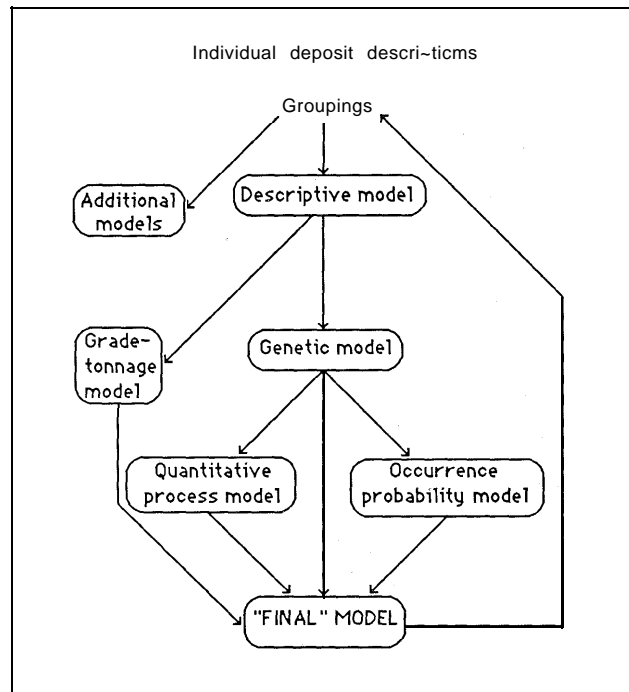 Individual deposit descri~ticms
Groupings
Additional
models
Descriptive model
Grade-
tonnage
model
Genetic model
Quantitative
process model
Occurrence
probability model
"FINAL" MODEL